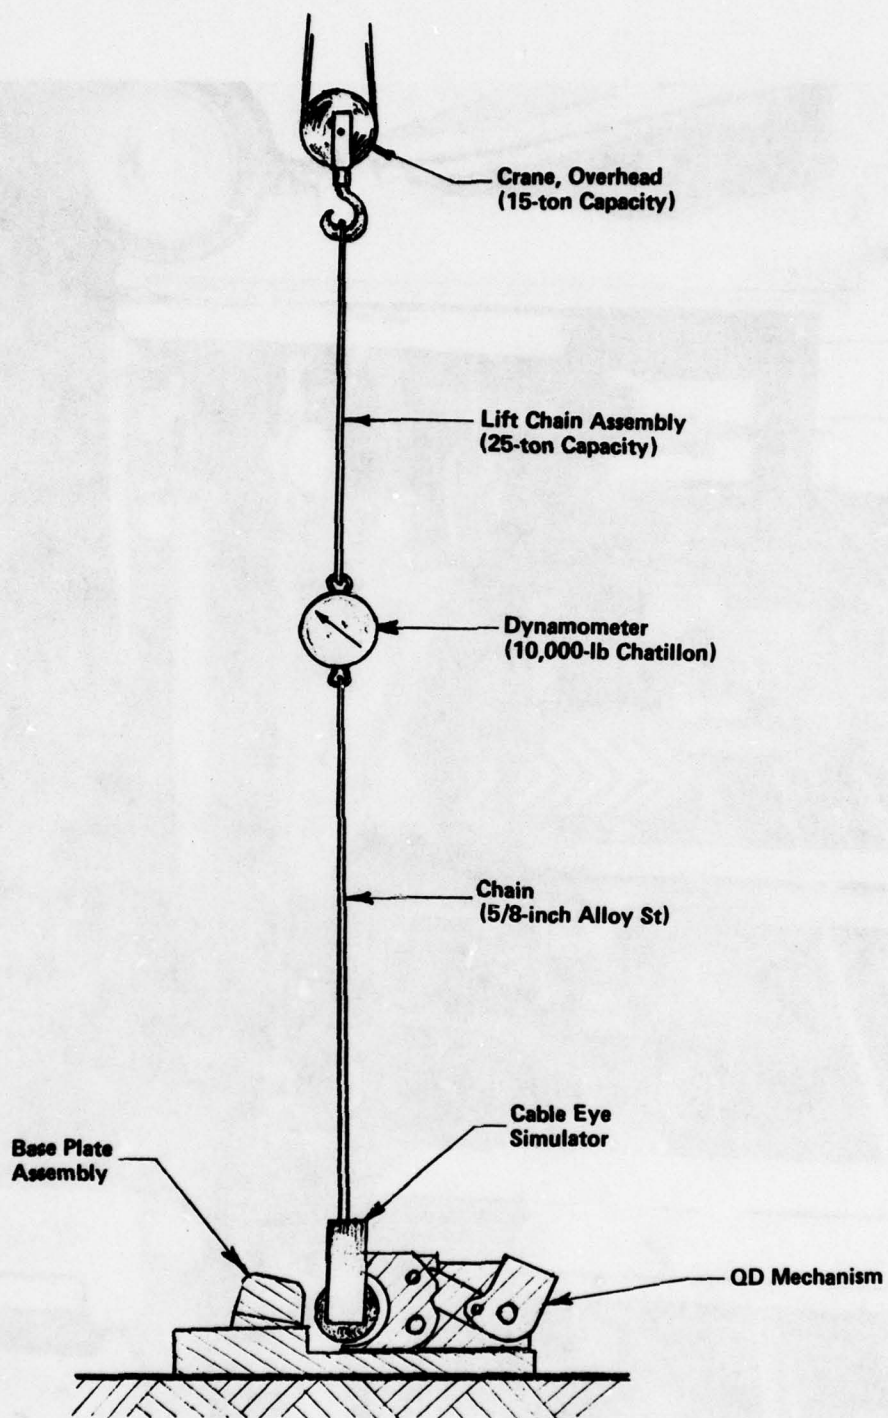 Crane, Overhead
(15-ton Capacity)
Lift Chain Assembly
(25-ton Capacity)
Dynamometer
(10,000-lb Chatillon)
Chain
(5/8-inch Alloy St)
Cable Eye
Simulator
Base Plate
Assembly
QD Mechanism